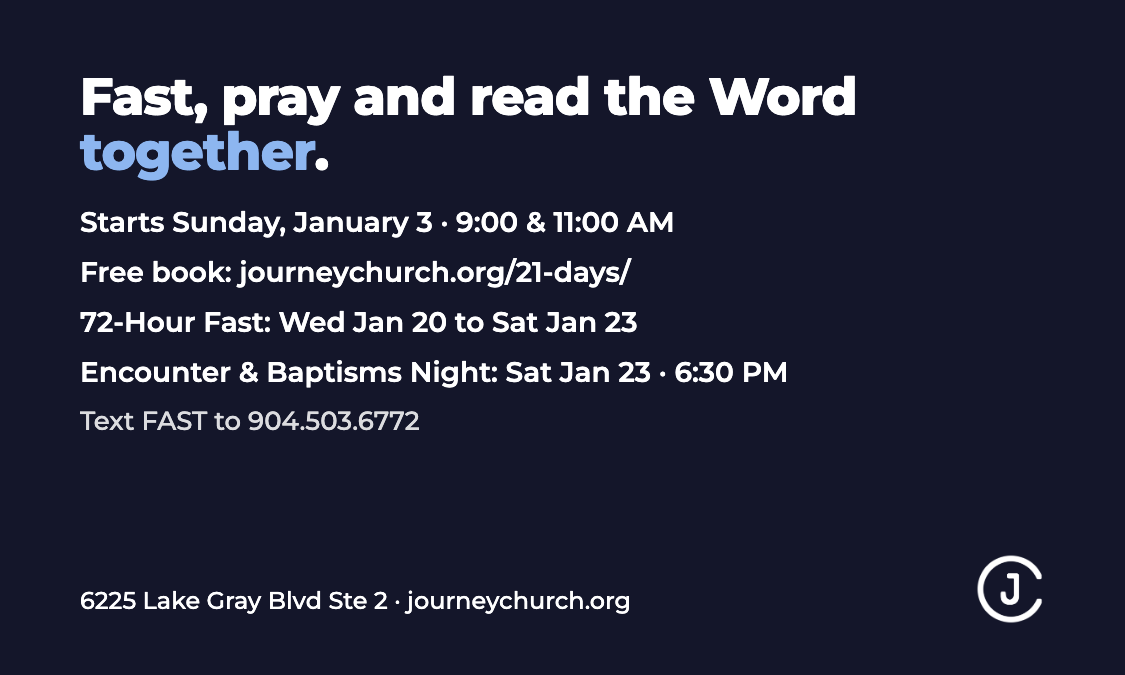 Fast, pray and read the Word
together.
Starts Sunday, January 3 · 9:00 & 11:00 AM
Free book: journeychurch.org/21-days/
72-Hour Fast: Wed Jan 20 to Sat Jan 23
Encounter & Baptisms Night: Sat Jan 23 · 6:30 PM
Text FAST to 904.503.6772
6225 Lake Gray Blvd Ste 2 · journeychurch.org
J